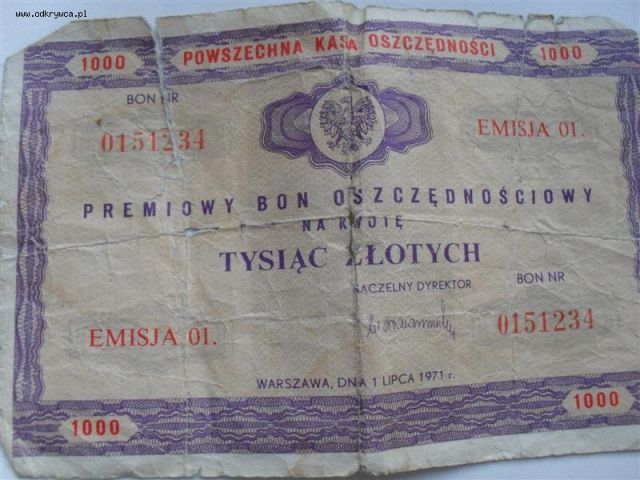 www.odkrywca.pl
1000 POWSZECHNA KASA OSZCZĘDNOŚCI 1000
BON NR
0151234
EMISJA 01.
PREMIOWY BON OSZCZĘDNOŚCIOWY
NA KWOTĘ
TYSIĄC ZŁOTYCH
NACZELNY DYREKTOR
BON NR
EMISJA 01.
0151234
WARSZAWA, DNIA 1 LIPCA 1971 r.
1000 1000